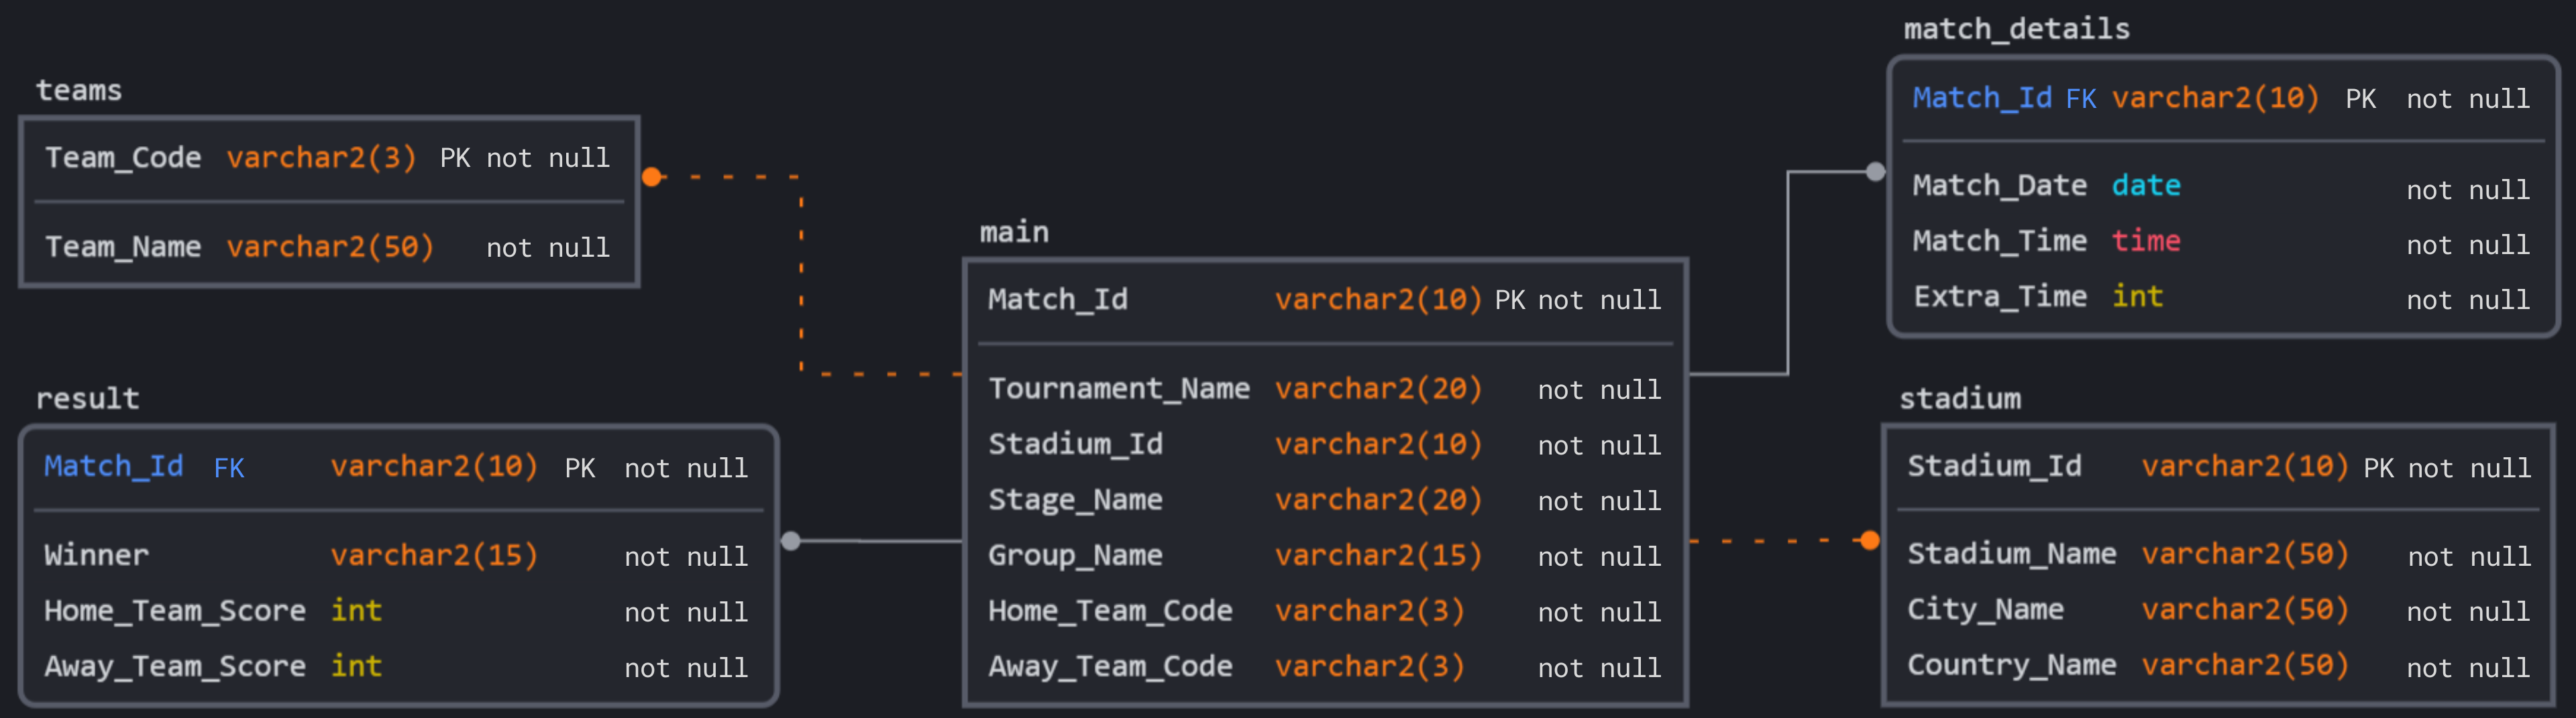 teams
Team_Code varchar2(3) PK not null
Team_Name varchar2(50) not null
result
Match_Id FK varchar2(10) PK not null
Winner varchar2(15) not null
Home_Team_Score int not null
Away_Team_Score int not null
main
Match_Id varchar2(10) PK not null
Tournament_Name varchar2(20) not null
Stadium_Id varchar2(10) not null
Stage_Name varchar2(20) not null
Group_Name varchar2(15) not null
Home_Team_Code varchar2(3) not null
Away_Team_Code varchar2(3) not null
match_details
Match_Id FK varchar2(10) PK not null
Match_Date date not null
Match_Time time not null
Extra_Time int not null
stadium
Stadium_Id varchar2(10) PK not null
Stadium_Name varchar2(50) not null
City_Name varchar2(50) not null
Country_Name varchar2(50) not null